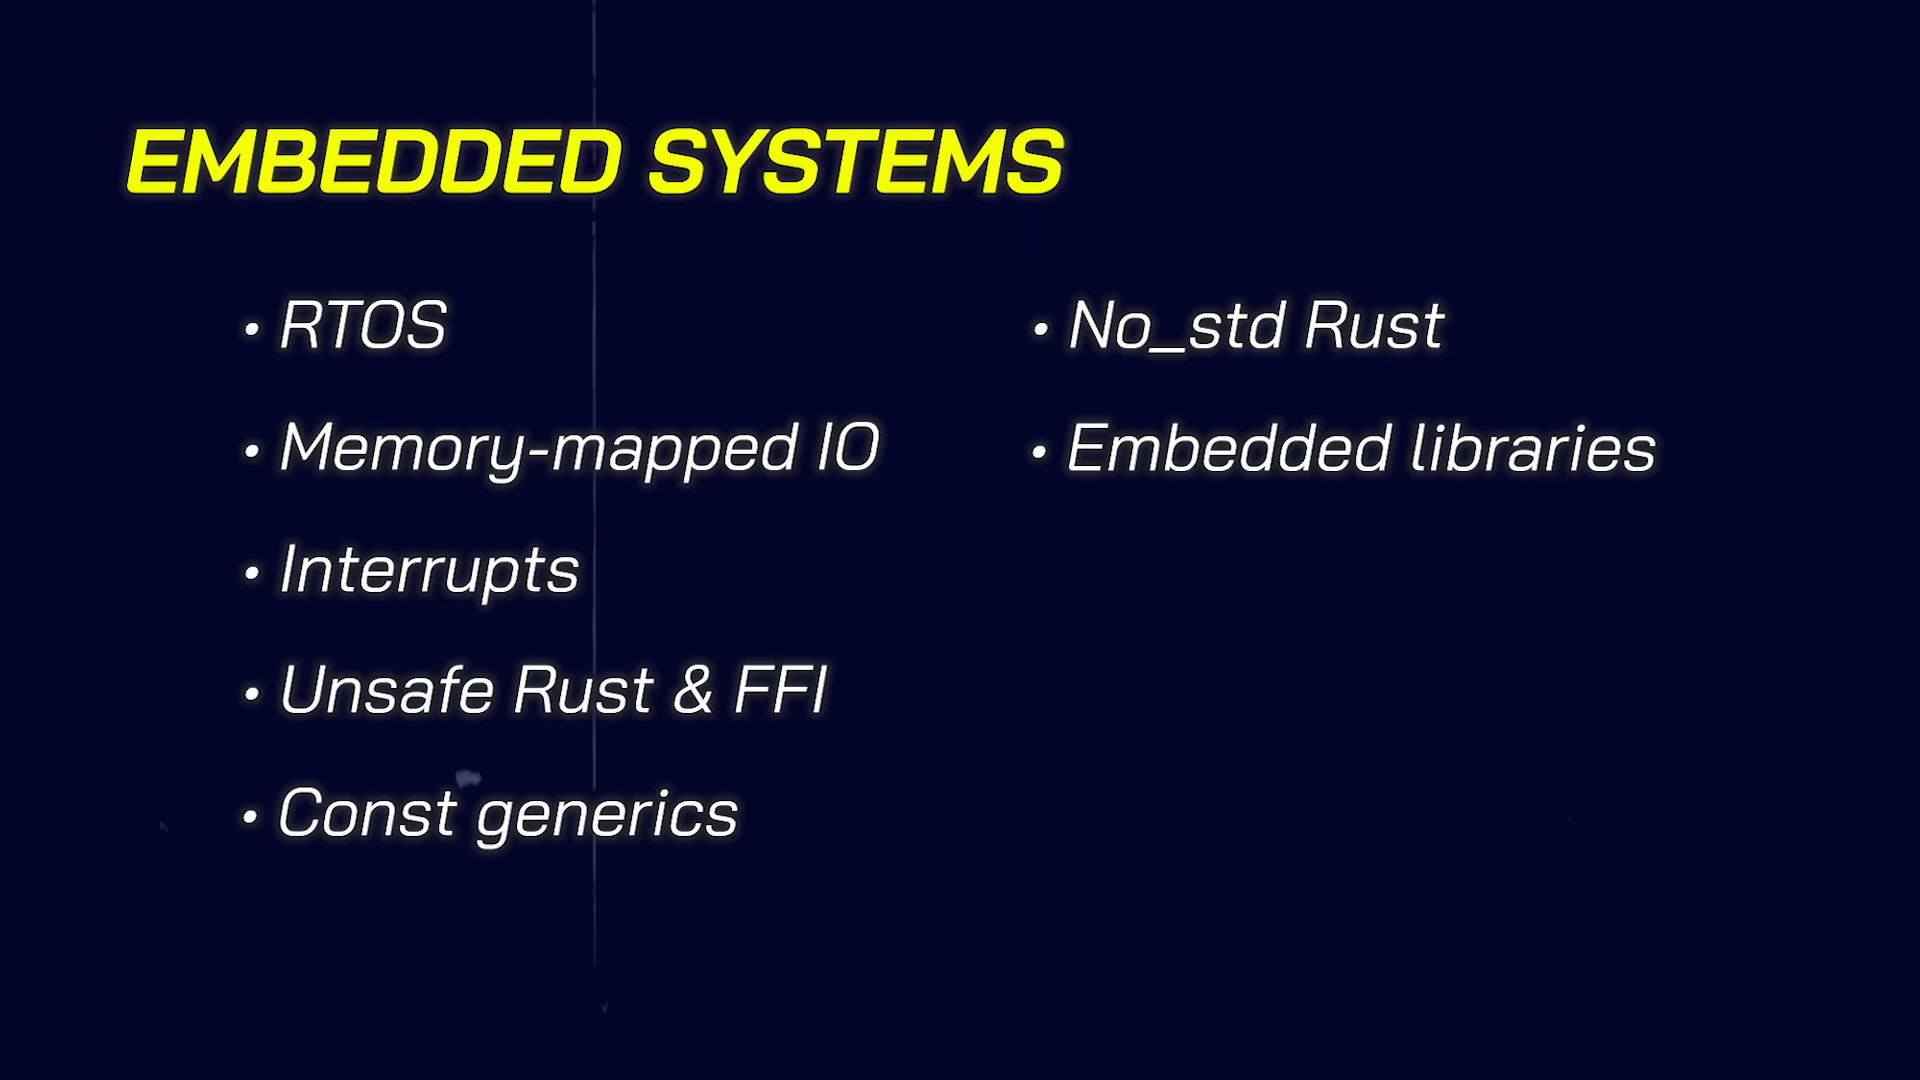 EMBEDDED SYSTEMS
• RTOS
• Memory-mapped IO
• Interrupts
• Unsafe Rust & FFI
• Const generics
• No_std Rust
• Embedded libraries